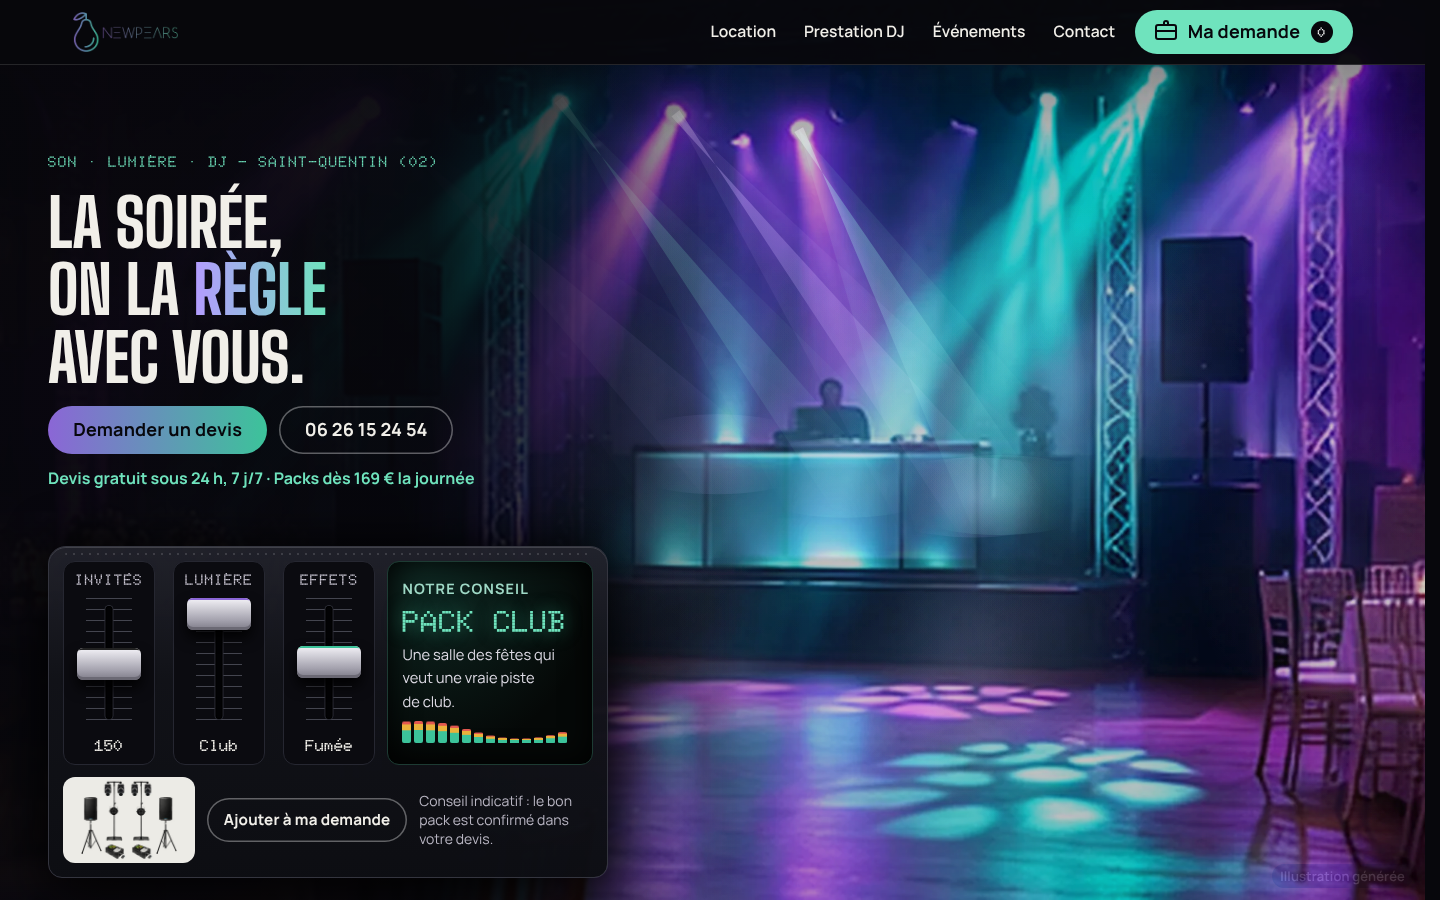 NEWPEARS
Location
Prestation DJ
Événements
Contact
Ma demande 0
SON · LUMIÈRE · DJ — SAINT-QUENTIN (02)
LA SOIRÉE,
ON LA RÈGLE
AVEC VOUS.
Demander un devis
06 26 15 24 54
Devis gratuit sous 24 h, 7 j/7 · Packs dès 169 € la journée
INVITÉS
150
LUMIÈRE
Club
EFFETS
Fumée
NOTRE CONSEIL
PACK CLUB
Une salle des fêtes qui
veut une vraie piste
de club.
Ajouter à ma demande
Conseil indicatif : le bon
pack est confirmé dans
votre devis.
Illustration générée